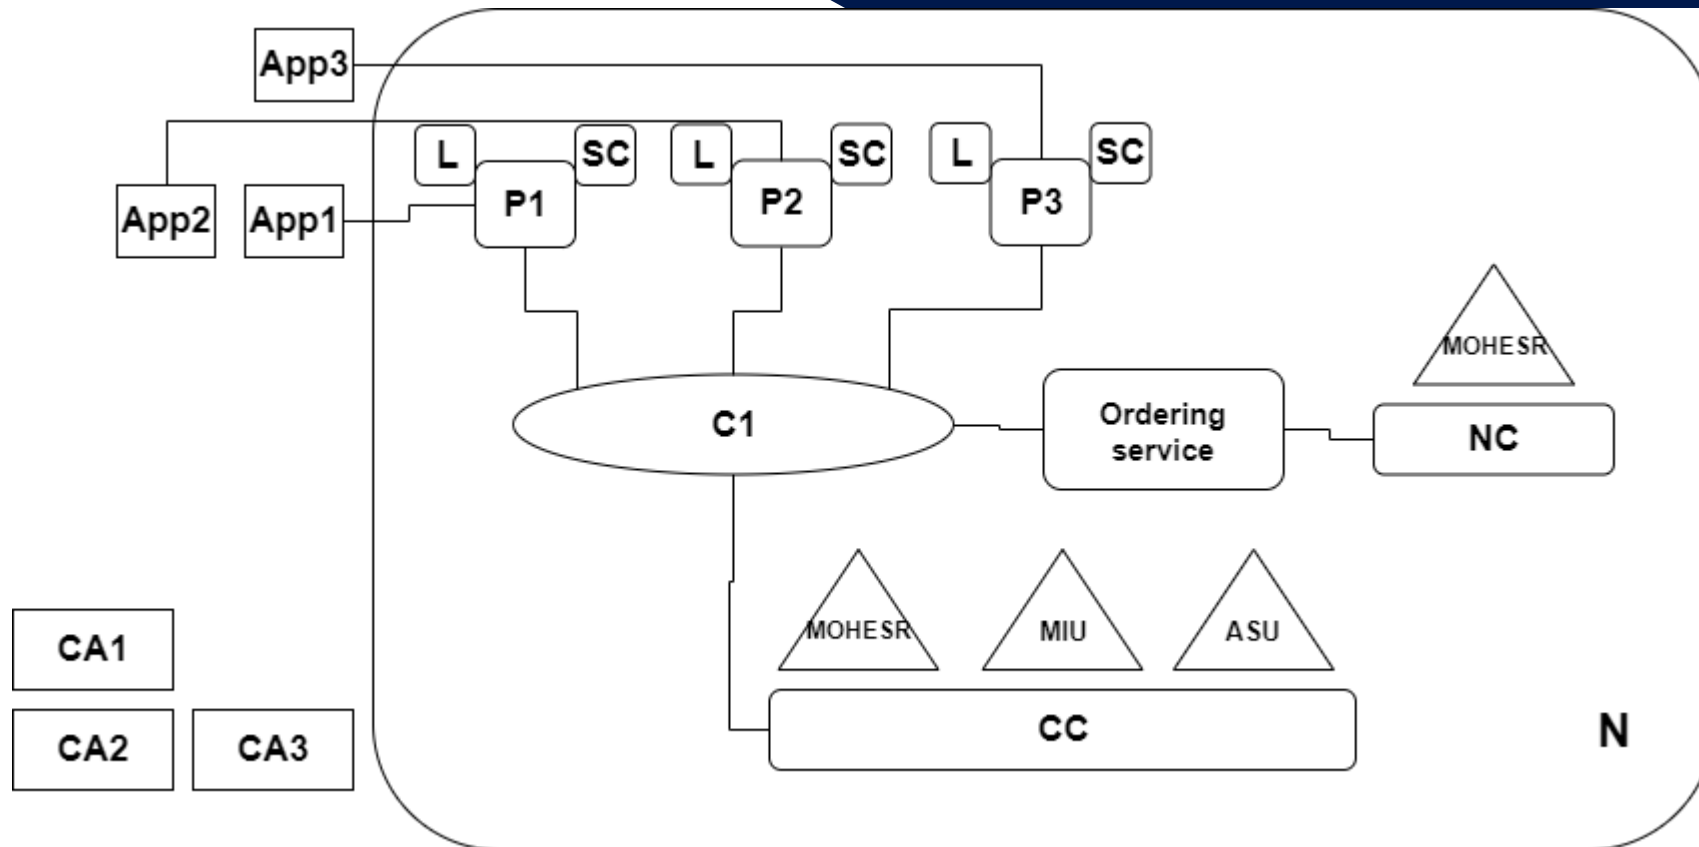 App3
L
SC
L
SC
L
SC
P1
P2
P3
App2
App1
MOHESR
C1
Ordering
service
NC
MOHESR
MIU
ASU
CA1
CC
N
CA2
CA3